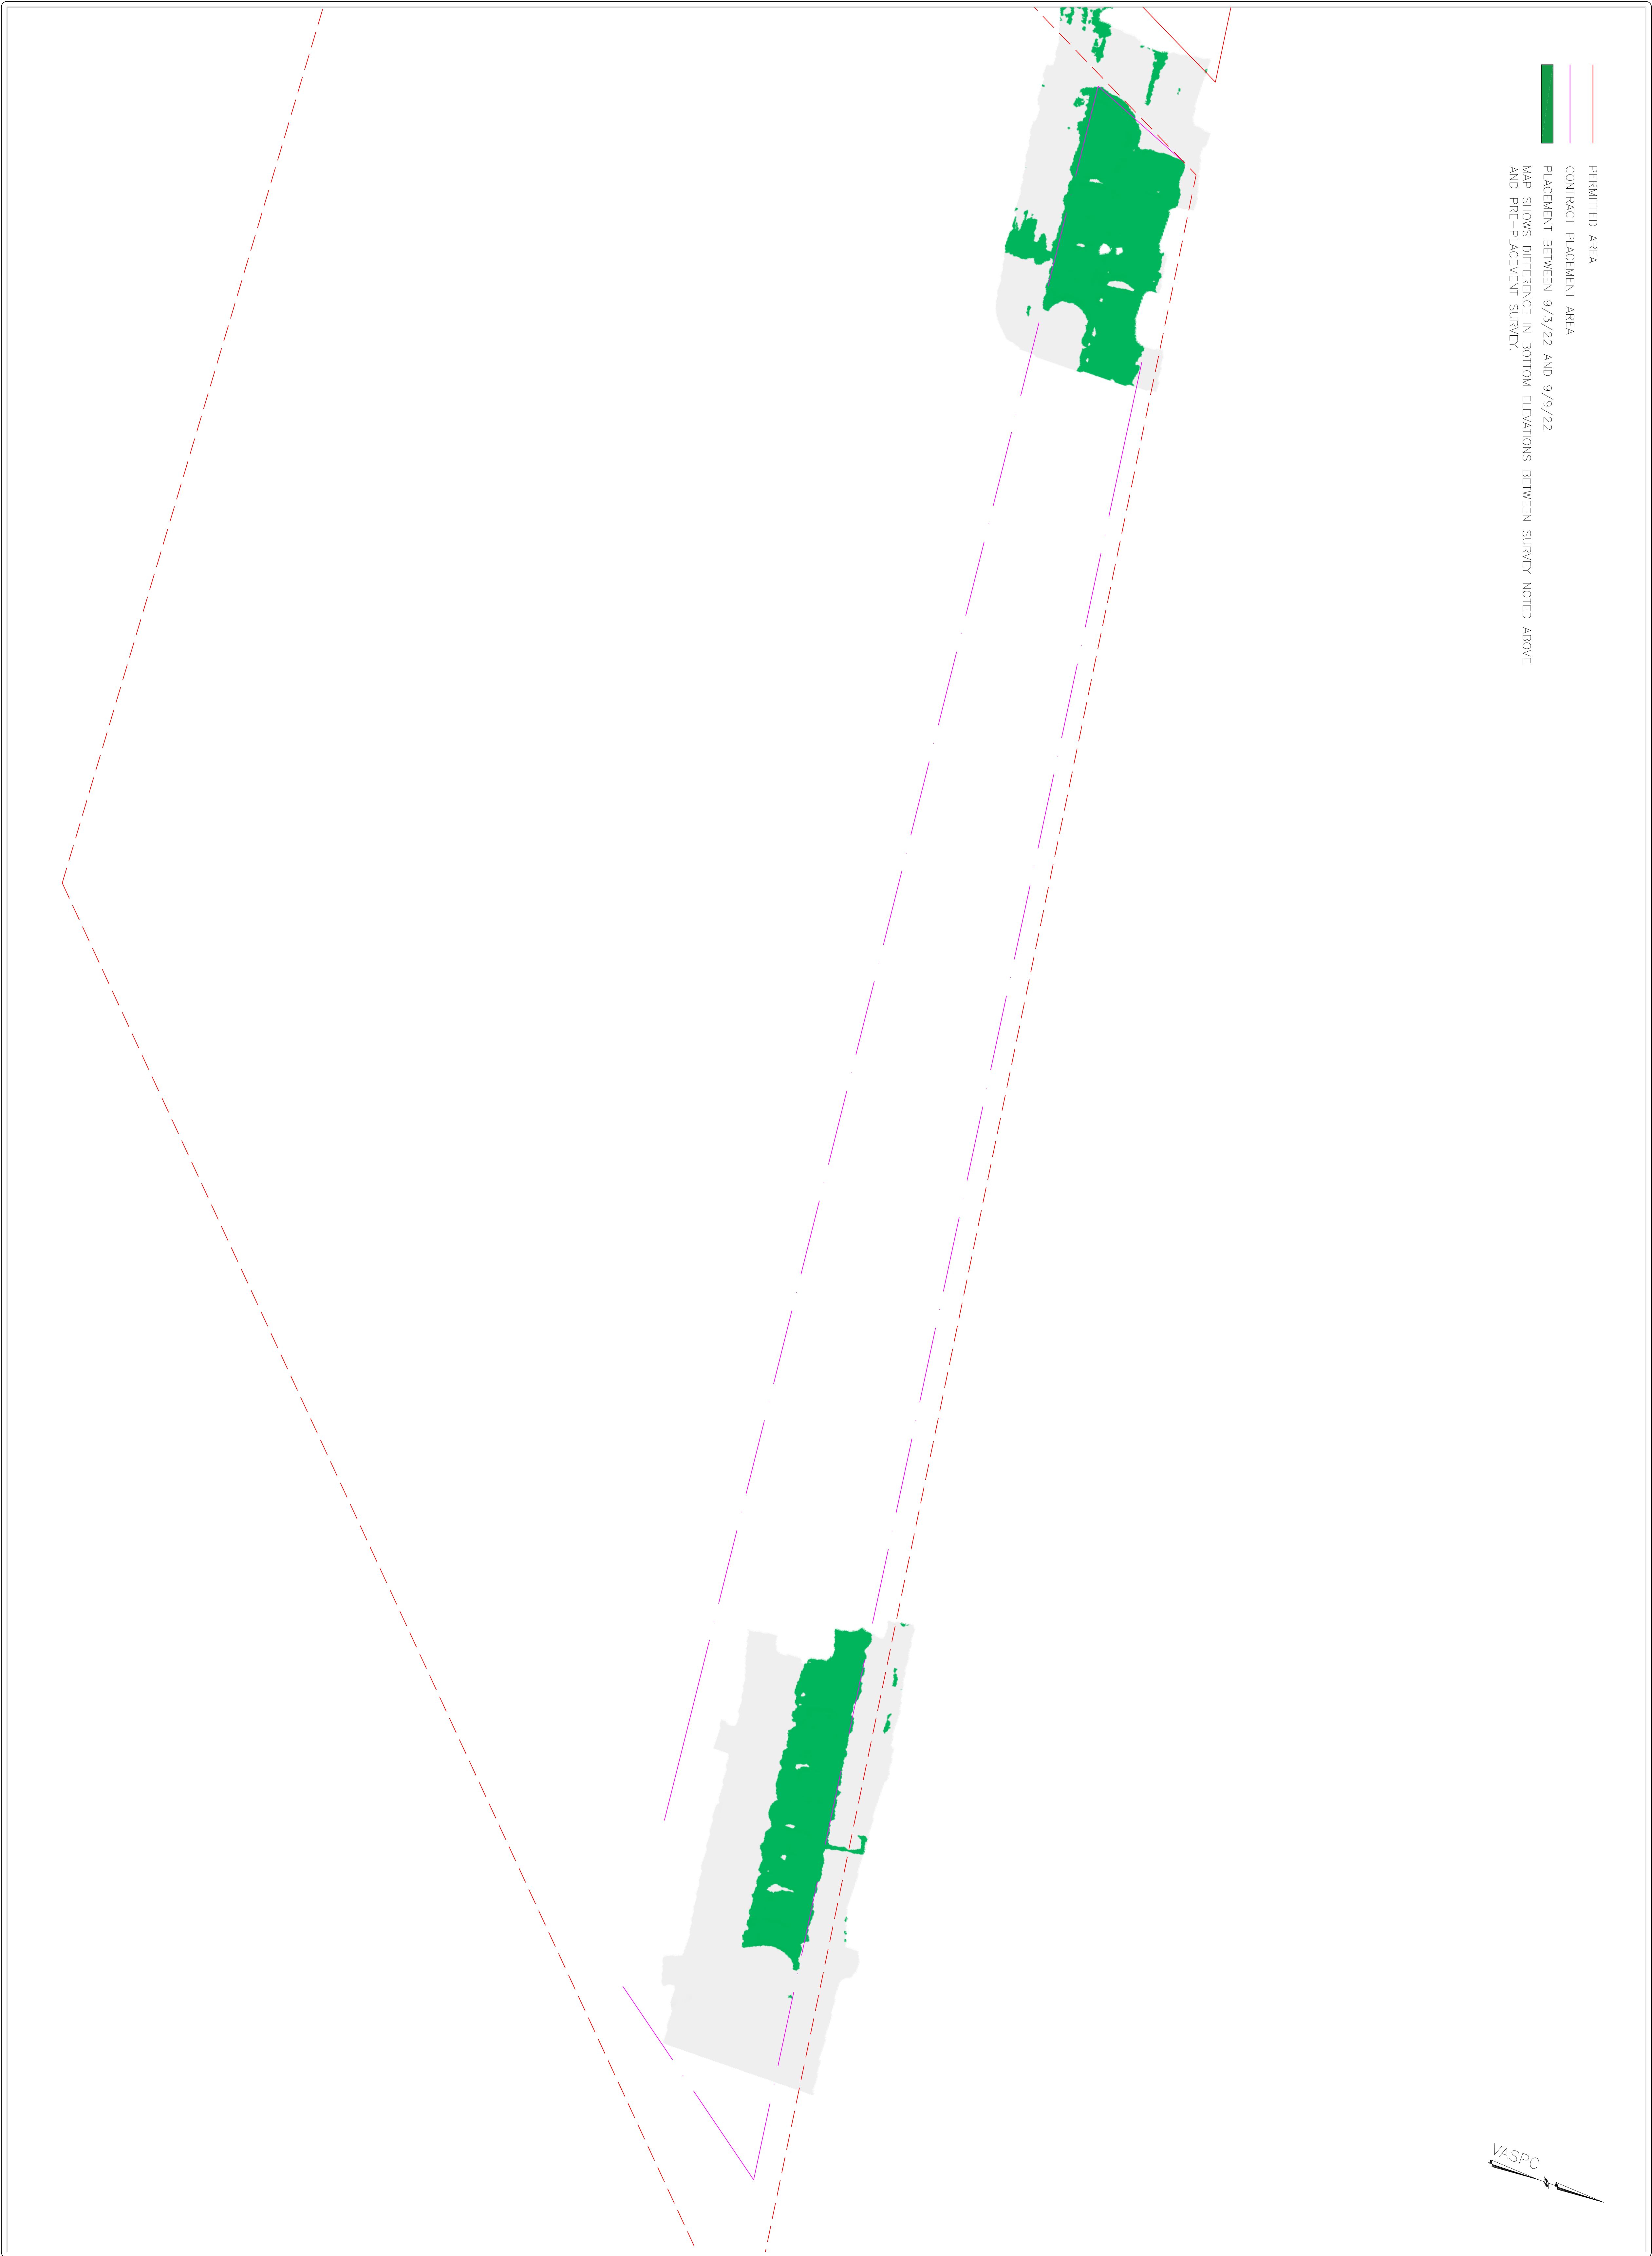 PERMITTED AREA
CONTRACT PLACEMENT AREA
PLACEMENT BETWEEN 9/3/22 AND 9/9/22
MAP SHOWS DIFFERENCE IN BOTTOM ELEVATIONS BETWEEN SURVEY NOTED ABOVE
AND PRE-PLACEMENT SURVEY.
VASPC